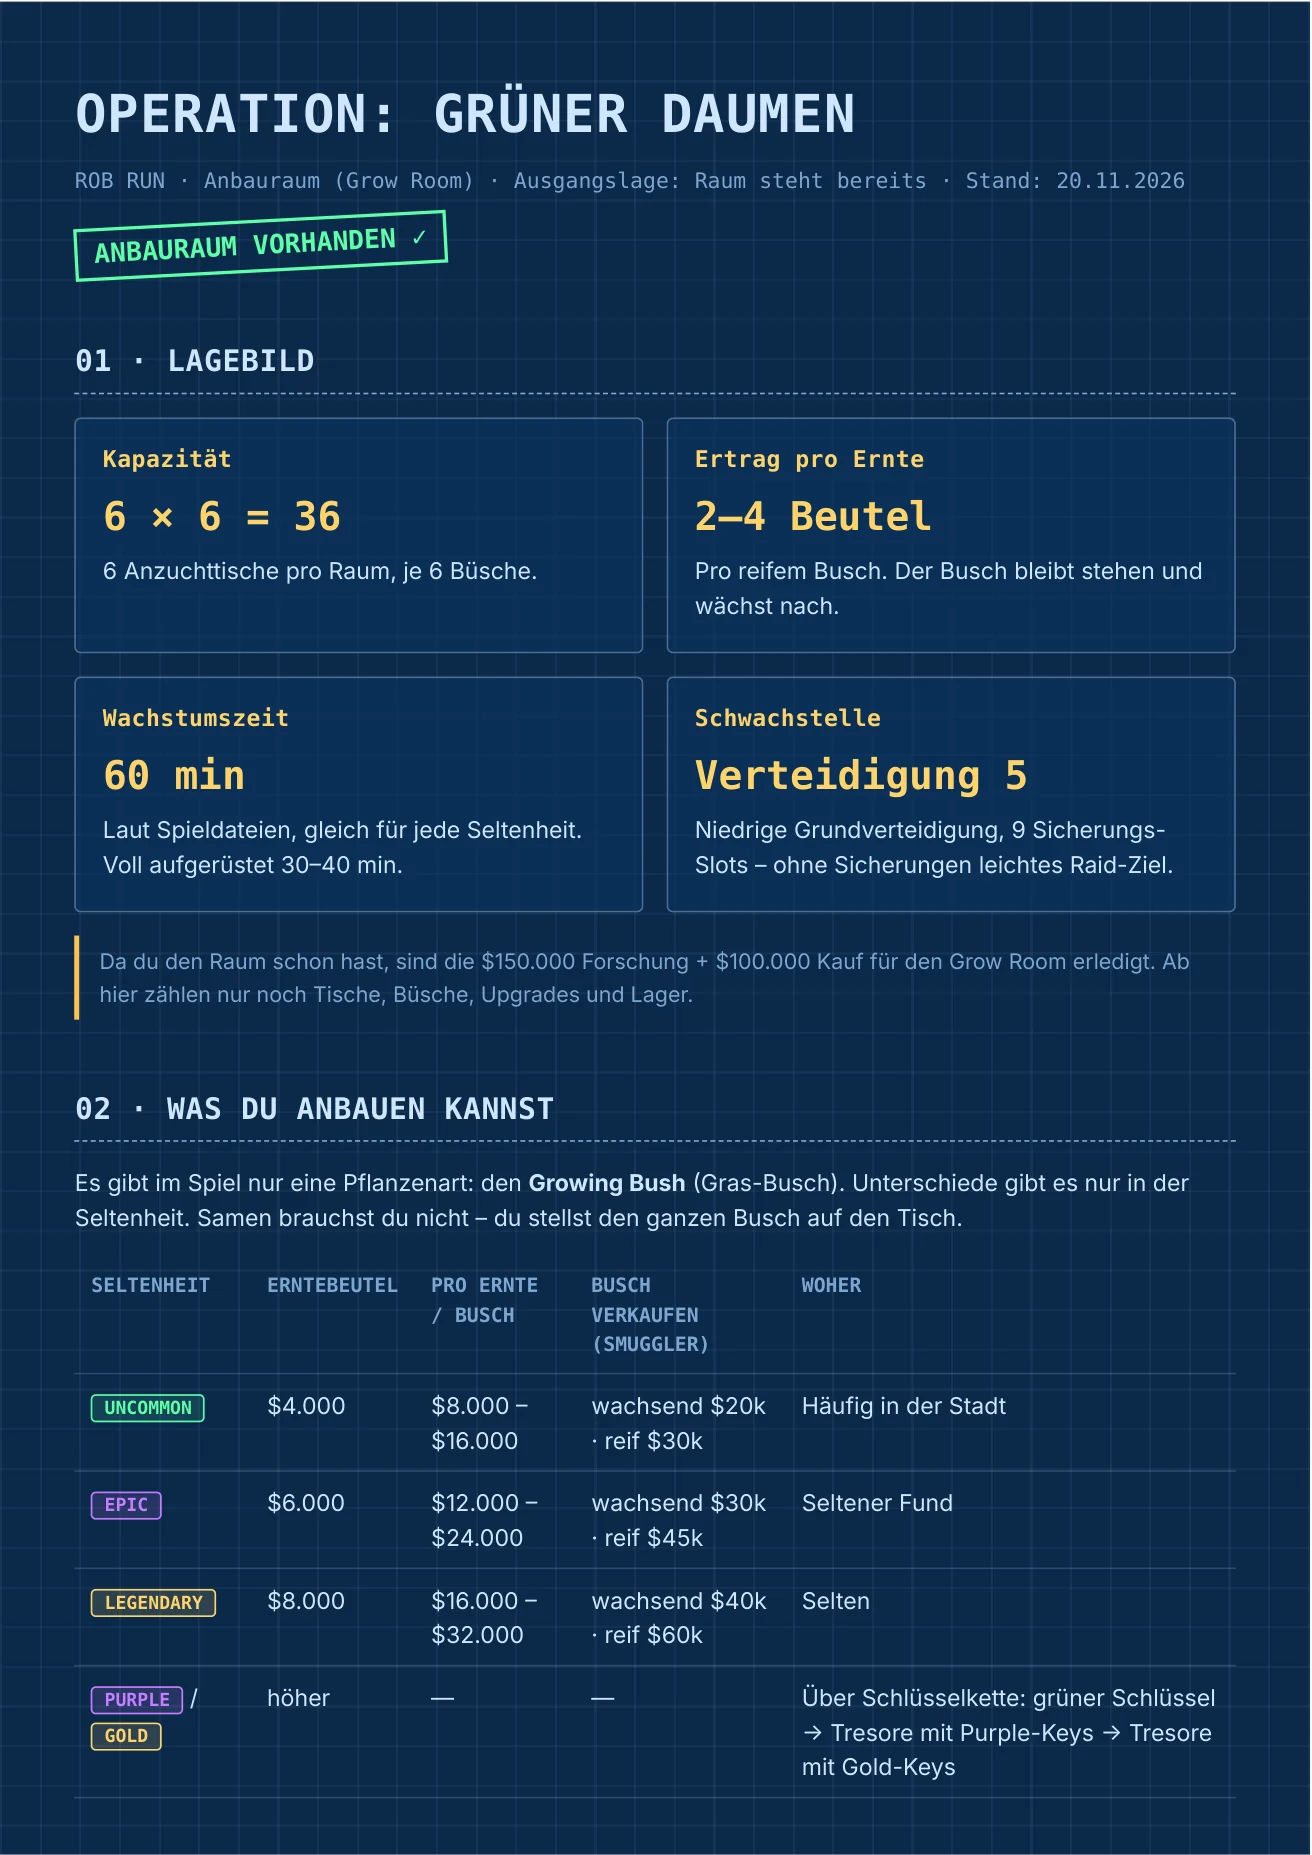 OPERATION: GRÜNER DAUMEN
ROB RUN · Anbauraum (Grow Room) · Ausgangslage: Raum steht bereits · Stand: 20.11.2026
ANBAURAUM VORHANDEN ✓
01 · LAGEBILD
Kapazität
6 × 6 = 36
6 Anzuchttische pro Raum, je 6 Büsche.
Ertrag pro Ernte
2–4 Beutel
Pro reifem Busch. Der Busch bleibt stehen und
wächst nach.
Wachstumszeit
60 min
Laut Spieldateien, gleich für jede Seltenheit.
Voll aufgerüstet 30–40 min.
Schwachstelle
Verteidigung 5
Niedrige Grundverteidigung, 9 Sicherungs-
Slots – ohne Sicherungen leichtes Raid-Ziel.
Da du den Raum schon hast, sind die $150.000 Forschung + $100.000 Kauf für den Grow Room erledigt. Ab
hier zählen nur noch Tische, Büsche, Upgrades und Lager.
02 · WAS DU ANBAUEN KANNST
Es gibt im Spiel nur eine Pflanzenart: den Growing Bush (Gras-Busch). Unterschiede gibt es nur in der
Seltenheit. Samen brauchst du nicht – du stellst den ganzen Busch auf den Tisch.
SELTENHEIT ERNTEBEUTEL PRO ERNTE BUSCH WOHER
/ BUSCH VERKAUFEN
(SMUGGLER)
UNCOMMON $4.000 $8.000 – wachsend $20k Häufig in der Stadt
$16.000 · reif $30k
EPIC $6.000 $12.000 – wachsend $30k Seltener Fund
$24.000 · reif $45k
LEGENDARY $8.000 $16.000 – wachsend $40k Selten
$32.000 · reif $60k
PURPLE / höher — — Über Schlüsselkette: grüner Schlüssel
GOLD → Tresore mit Purple-Keys → Tresore
mit Gold-Keys